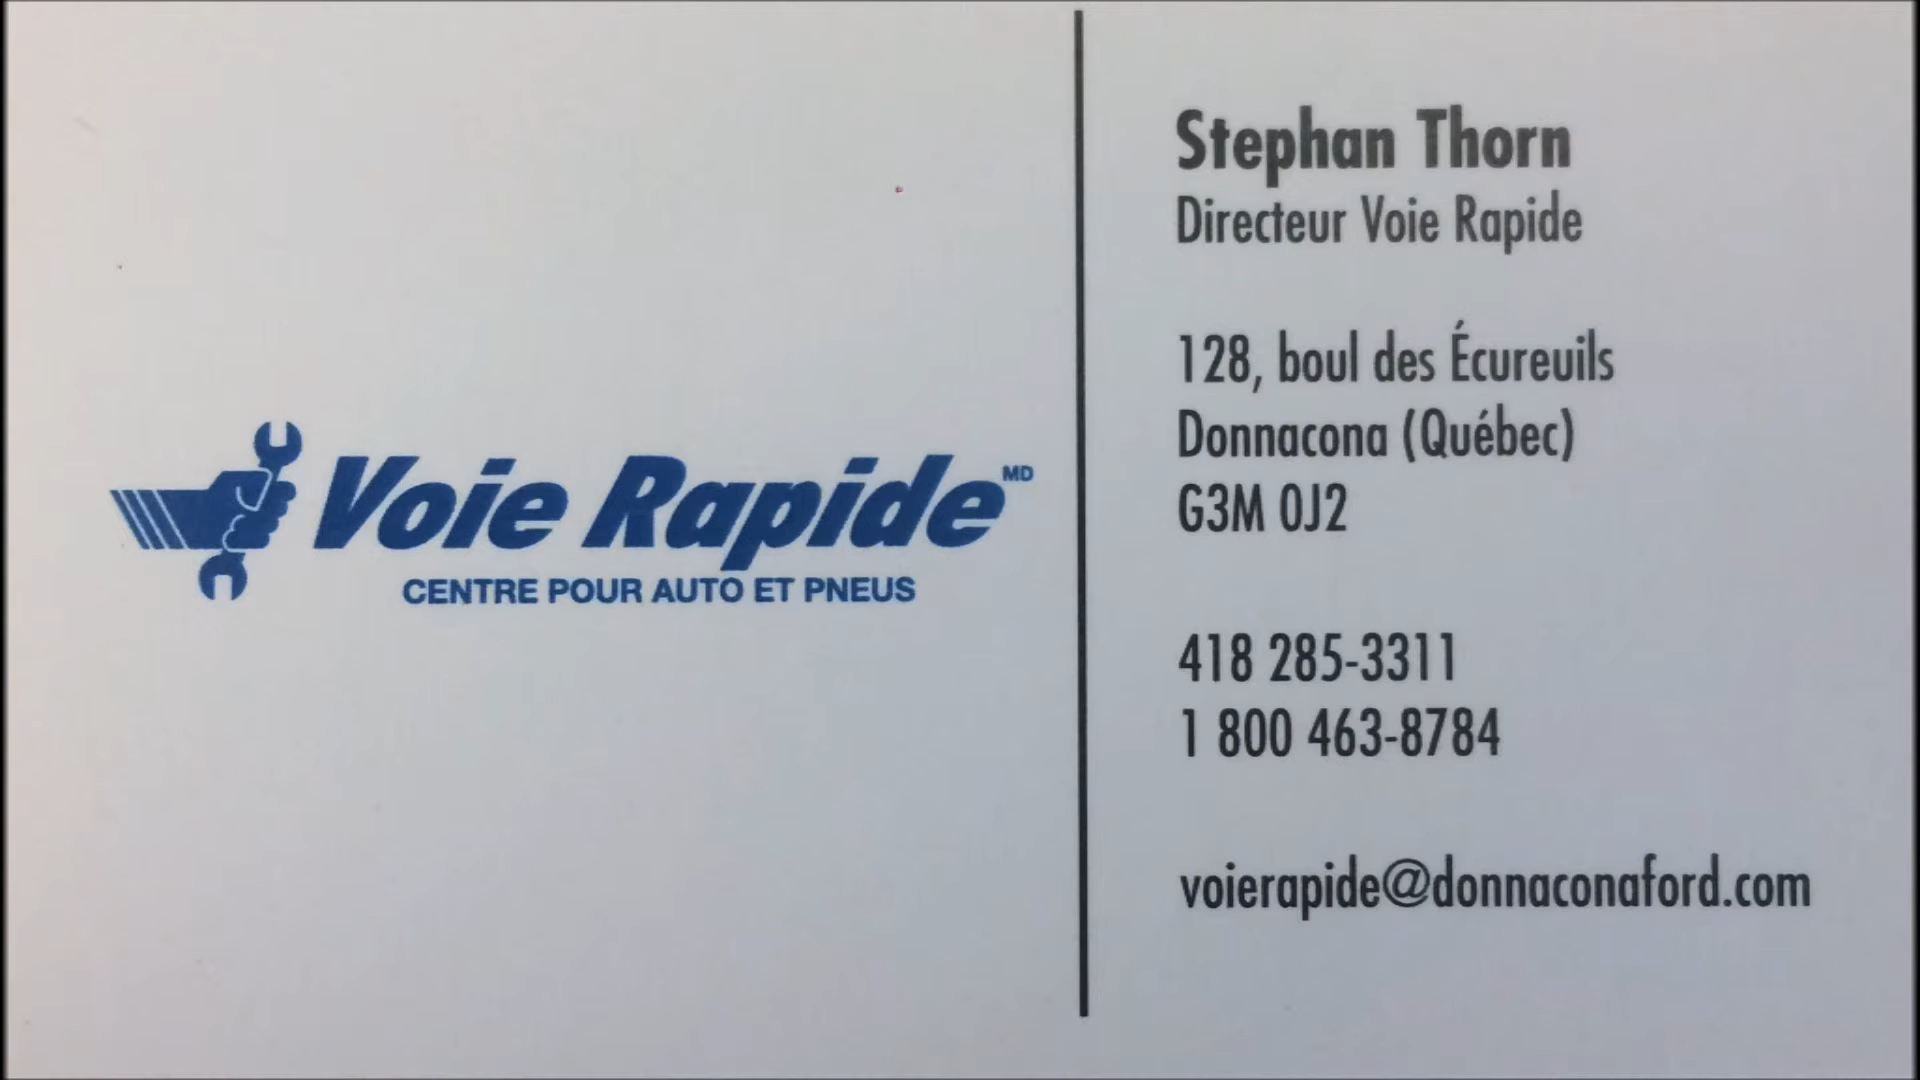 Voie Rapide MD
CENTRE POUR AUTO ET PNEUS
Stephan Thorn
Directeur Voie Rapide
128, boul des Écureuils
Donnacona (Québec)
G3M 0J2
418 285-3311
1 800 463-8784
voierapide@donnaconaford.com